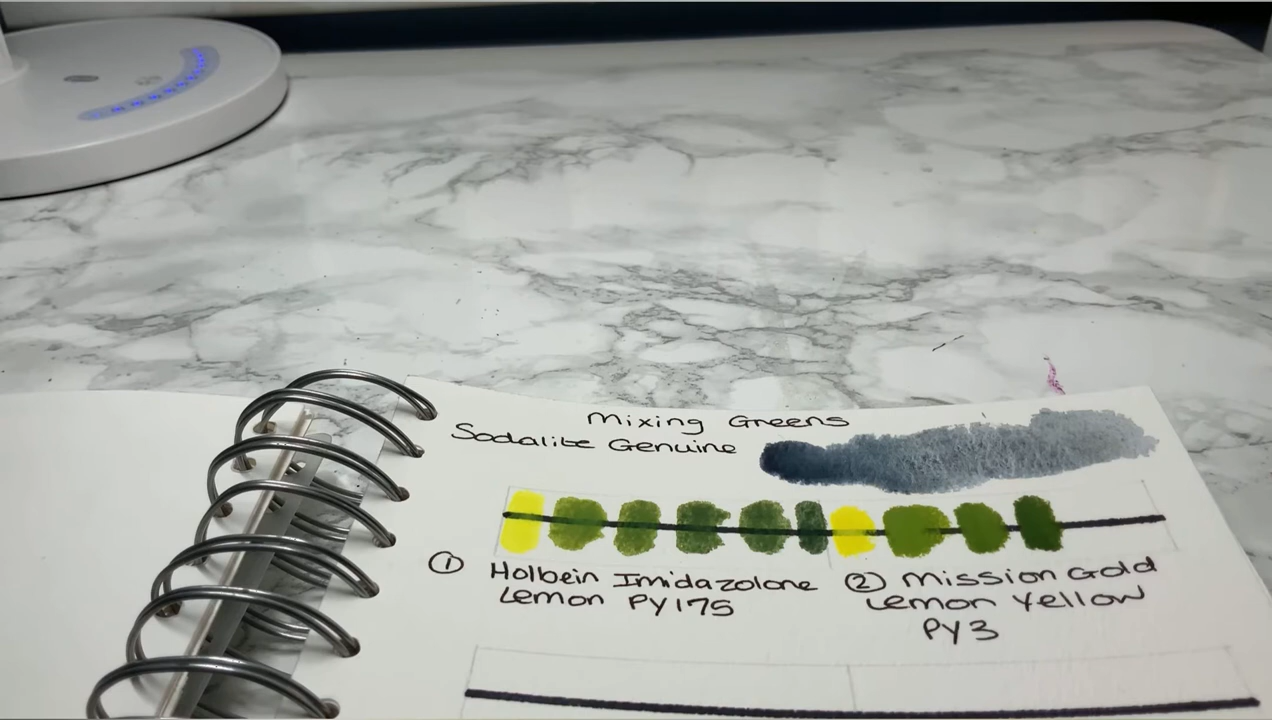 Mixing Greens
Sodalite Genuine
① Holbein Imidazolone
Lemon PY175
② Mission Gold
Lemon Yellow
PY3